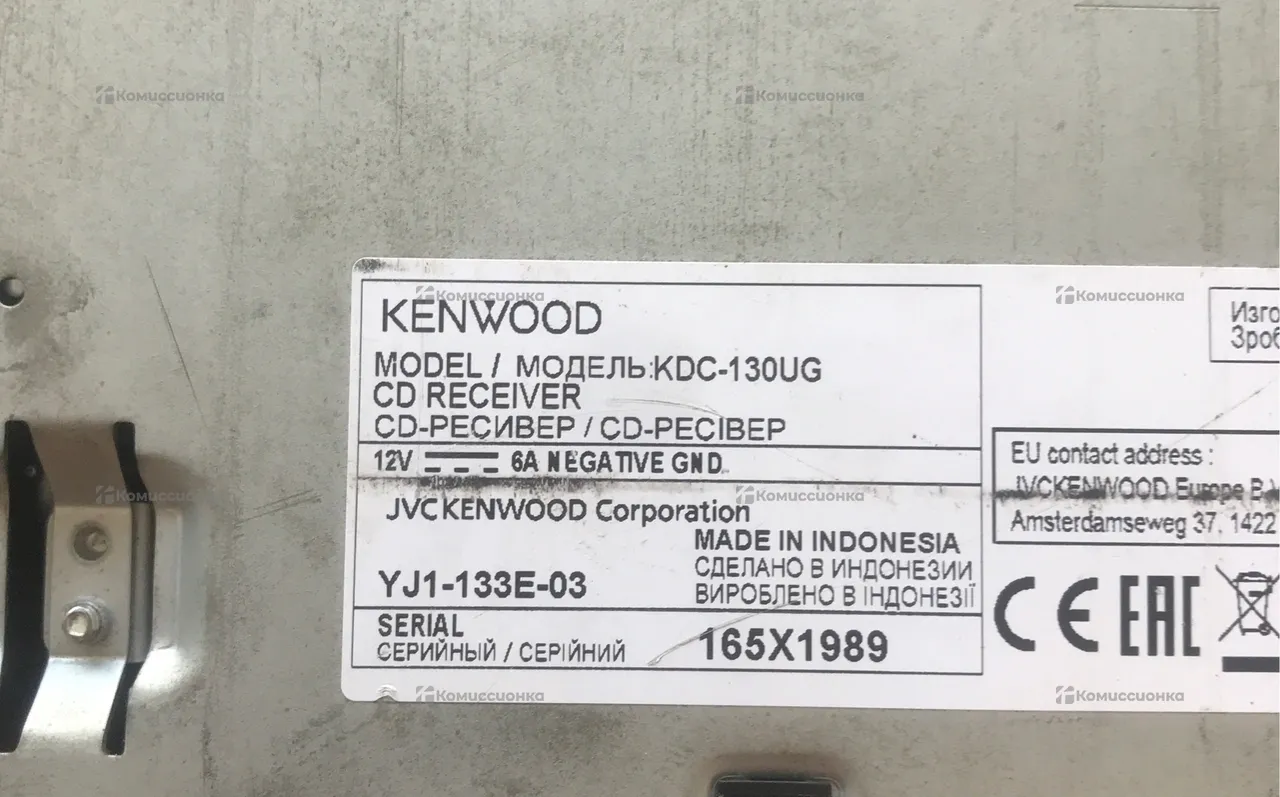 KENWOOD
MODEL / МОДЕЛЬ:KDC-130UG
CD RECEIVER
CD-РЕСИВЕР / CD-РЕСІВЕР
12V 6A NEGATIVE GND
JVCKENWOOD Corporation
MADE IN INDONESIA
СДЕЛАНО В ИНДОНЕЗИИ
YJ1-133E-03
ВИРОБЛЕНО В ІНДОНЕЗІЇ
SERIAL
СЕРИЙНЫЙ / СЕРІЙНИЙ
165X1989
Изго
Зроб
EU contact address :
JVCKENWOOD Europe B.V
Amsterdamseweg 37, 1422
CE EAC
Комиссионка
Комиссионка
Комиссионка
Комиссионка
Комиссионка
Комиссионка
Комиссионка
Комиссионка